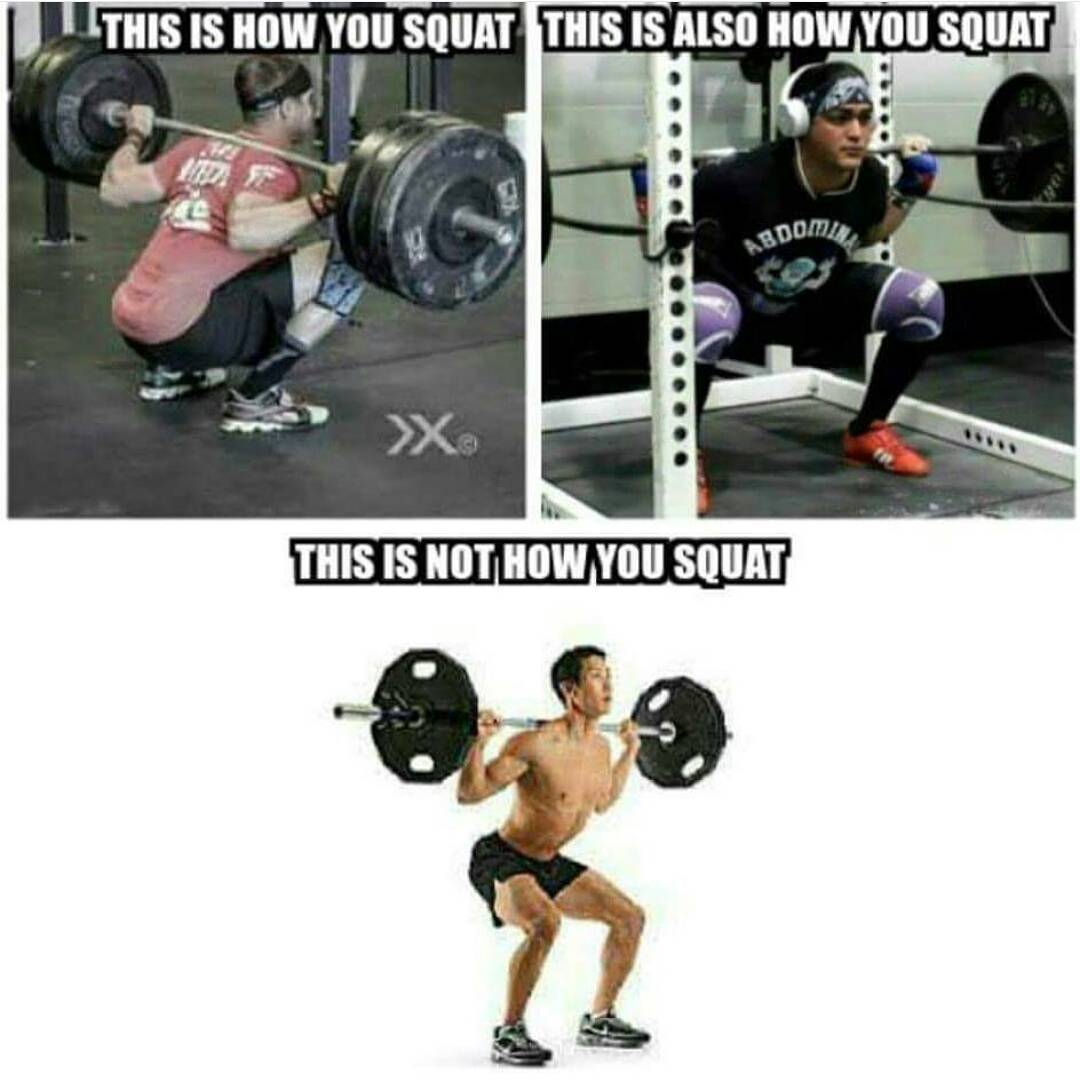 THIS IS HOW YOU SQUAT
THIS IS ALSO HOW YOU SQUAT
ABDOMINA
THIS IS NOT HOW YOU SQUAT